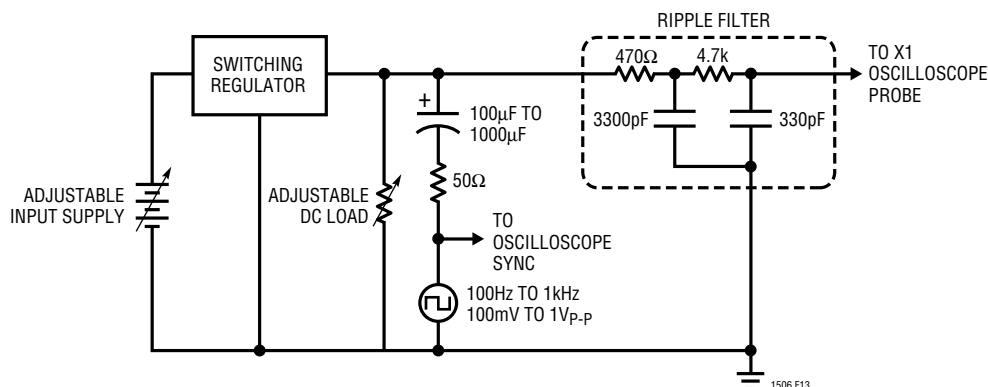 RIPPLE FILTER
SWITCHING
REGULATOR
470Ω
4.7k
TO X1
OSCILLOSCOPE
PROBE
+
100µF TO
1000µF
3300pF
330pF
ADJUSTABLE
INPUT SUPPLY
ADJUSTABLE
DC LOAD
50Ω
TO
OSCILLOSCOPE
SYNC
100Hz TO 1kHz
100mV TO 1VP-P
1506 F13